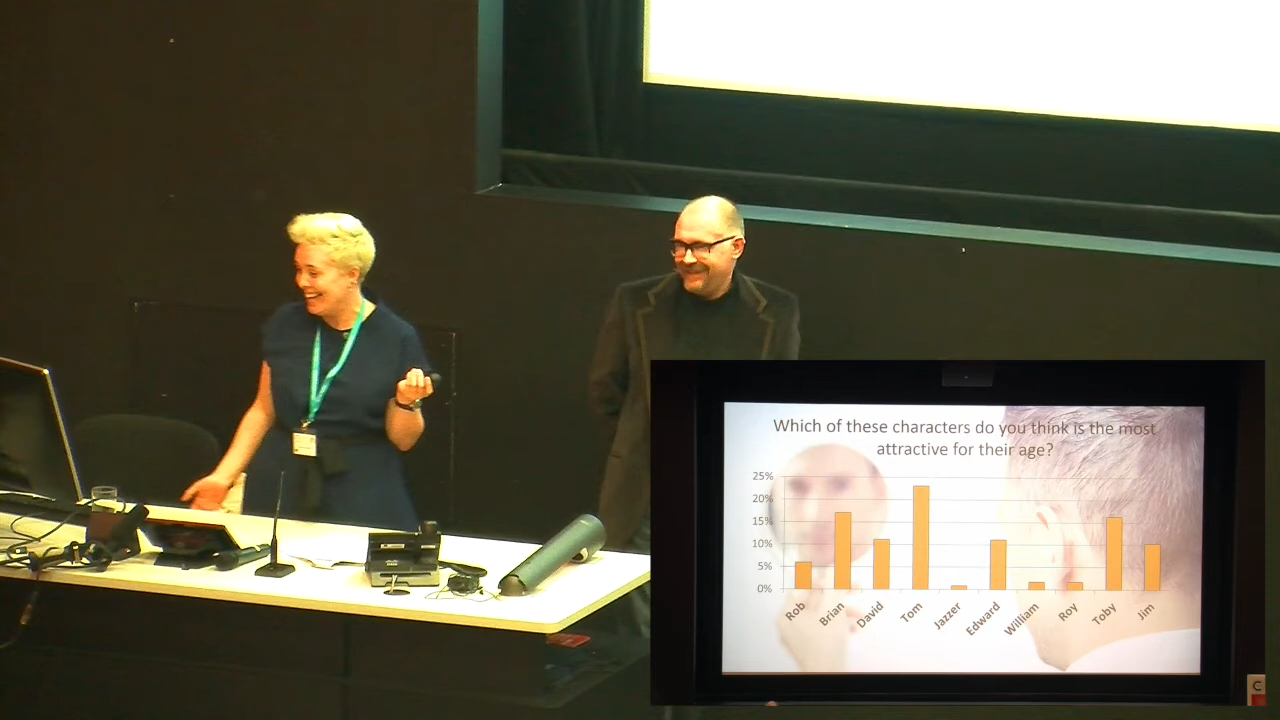 Which of these characters do you think is the most
attractive for their age?
25%
20%
15%
10%
5%
0%
Rob Brian David Tom Jazzer Edward William Roy Toby Jim
C